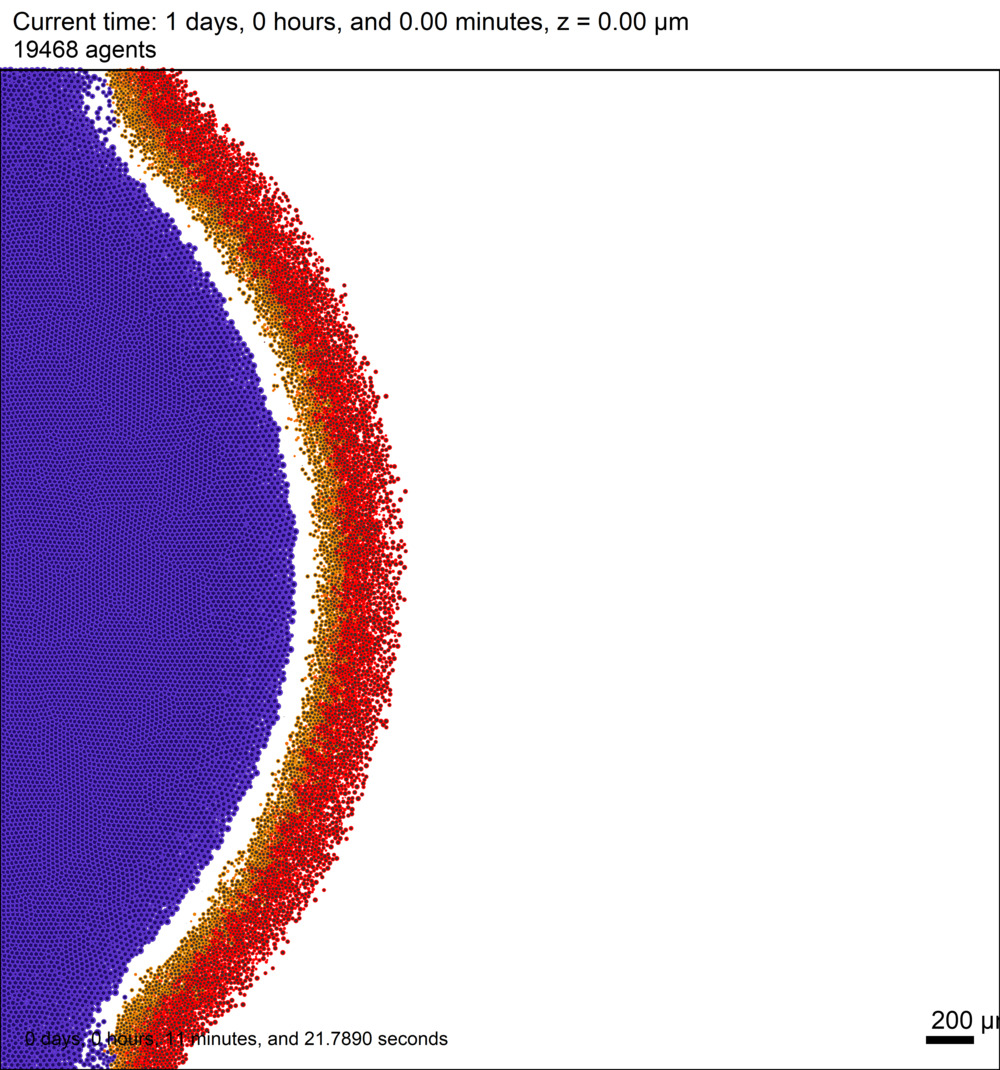 Current time: 1 days, 0 hours, and 0.00 minutes, z = 0.00 µm
19468 agents
200 µ
0 days, 0 hours, 11 minutes, and 21.7890 seconds